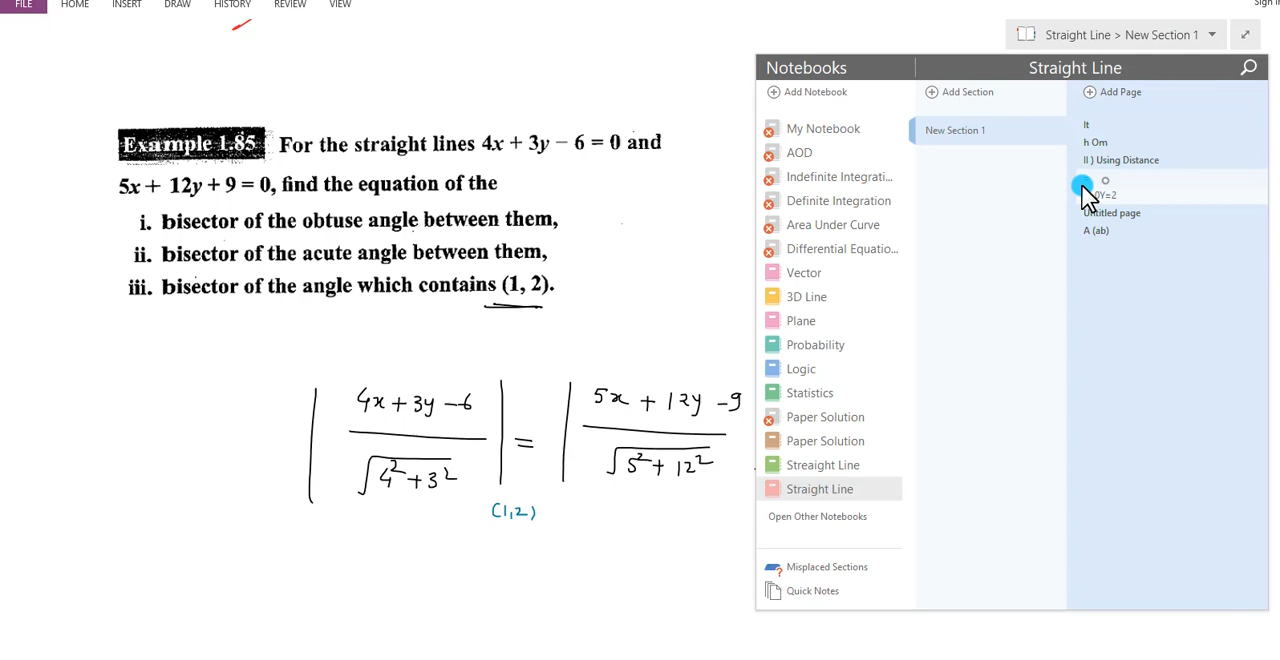 FILE HOME INSERT DRAW HISTORY REVIEW VIEW
Sign i
Straight Line > New Section 1
Notebooks
Straight Line
Add Notebook
Add Section
Add Page
My Notebook
AOD
Indefinite Integrati...
Definite Integration
Area Under Curve
Differential Equatio...
Vector
3D Line
Plane
Probability
Logic
Statistics
Paper Solution
Paper Solution
Streaight Line
Straight Line
Open Other Notebooks
Misplaced Sections
Quick Notes
New Section 1
It
h Om
II ) Using Distance
0Y=2
Untitled page
A (ab)
Example 1.85 For the straight lines 4x + 3y − 6 = 0 and
5x + 12y + 9 = 0, find the equation of the
i. bisector of the obtuse angle between them,
ii. bisector of the acute angle between them,
iii. bisector of the angle which contains (1, 2).
| 4x + 3y − 6 | = | 5x + 12y − 9
√4² + 3² √5² + 12²
(1,2)